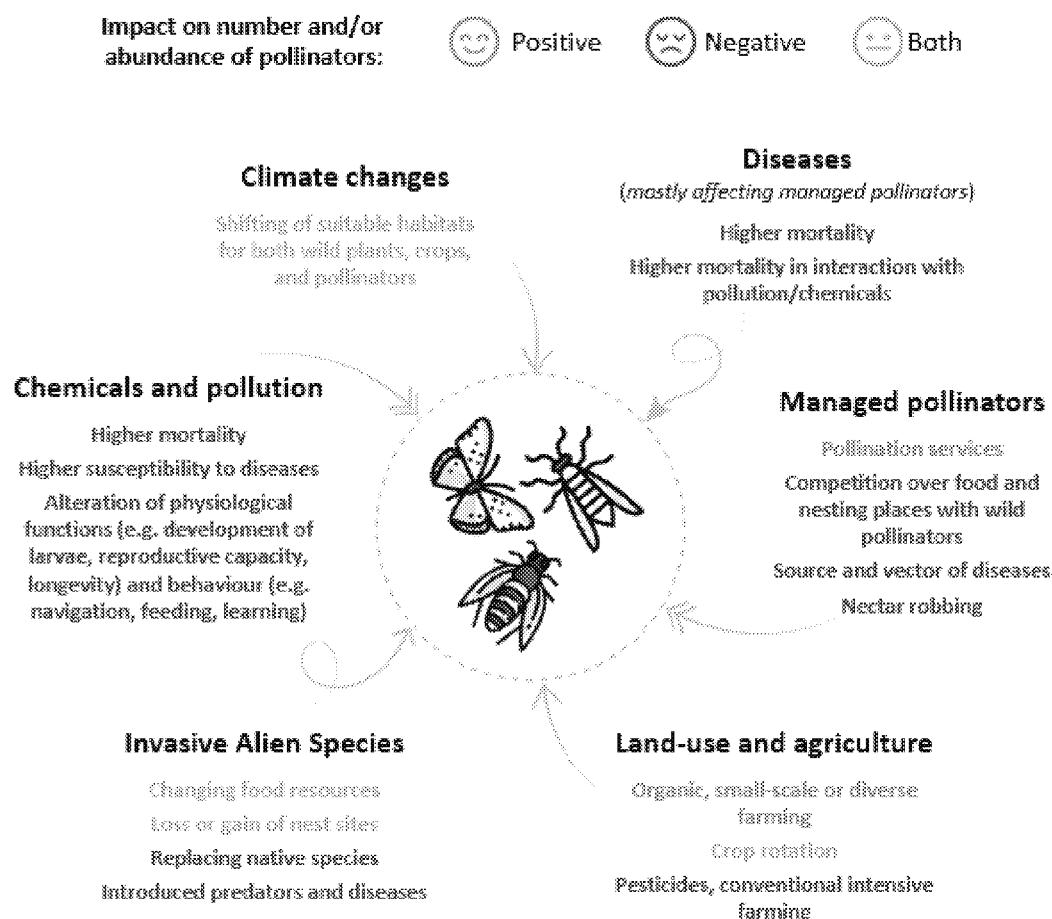 Impact on number and/or
abundance of pollinators:
Positive
Negative
Both
Climate changes
Shifting of suitable habitats
for both wild plants, crops,
and pollinators
Diseases
(mostly affecting managed pollinators)
Higher mortality
Higher mortality in interaction with
pollution/chemicals
Chemicals and pollution
Higher mortality
Higher susceptibility to diseases
Alteration of physiological
functions (e.g. development of
larvae, reproductive capacity,
longevity) and behaviour (e.g.
navigation, feeding, learning)
Managed pollinators
Pollination services
Competition over food and
nesting places with wild
pollinators
Source and vector of diseases
Nectar robbing
Invasive Alien Species
Changing food resources
Loss or gain of nest sites
Replacing native species
Introduced predators and diseases
Land-use and agriculture
Organic, small-scale or diverse
farming
Crop rotation
Pesticides, conventional intensive
farming